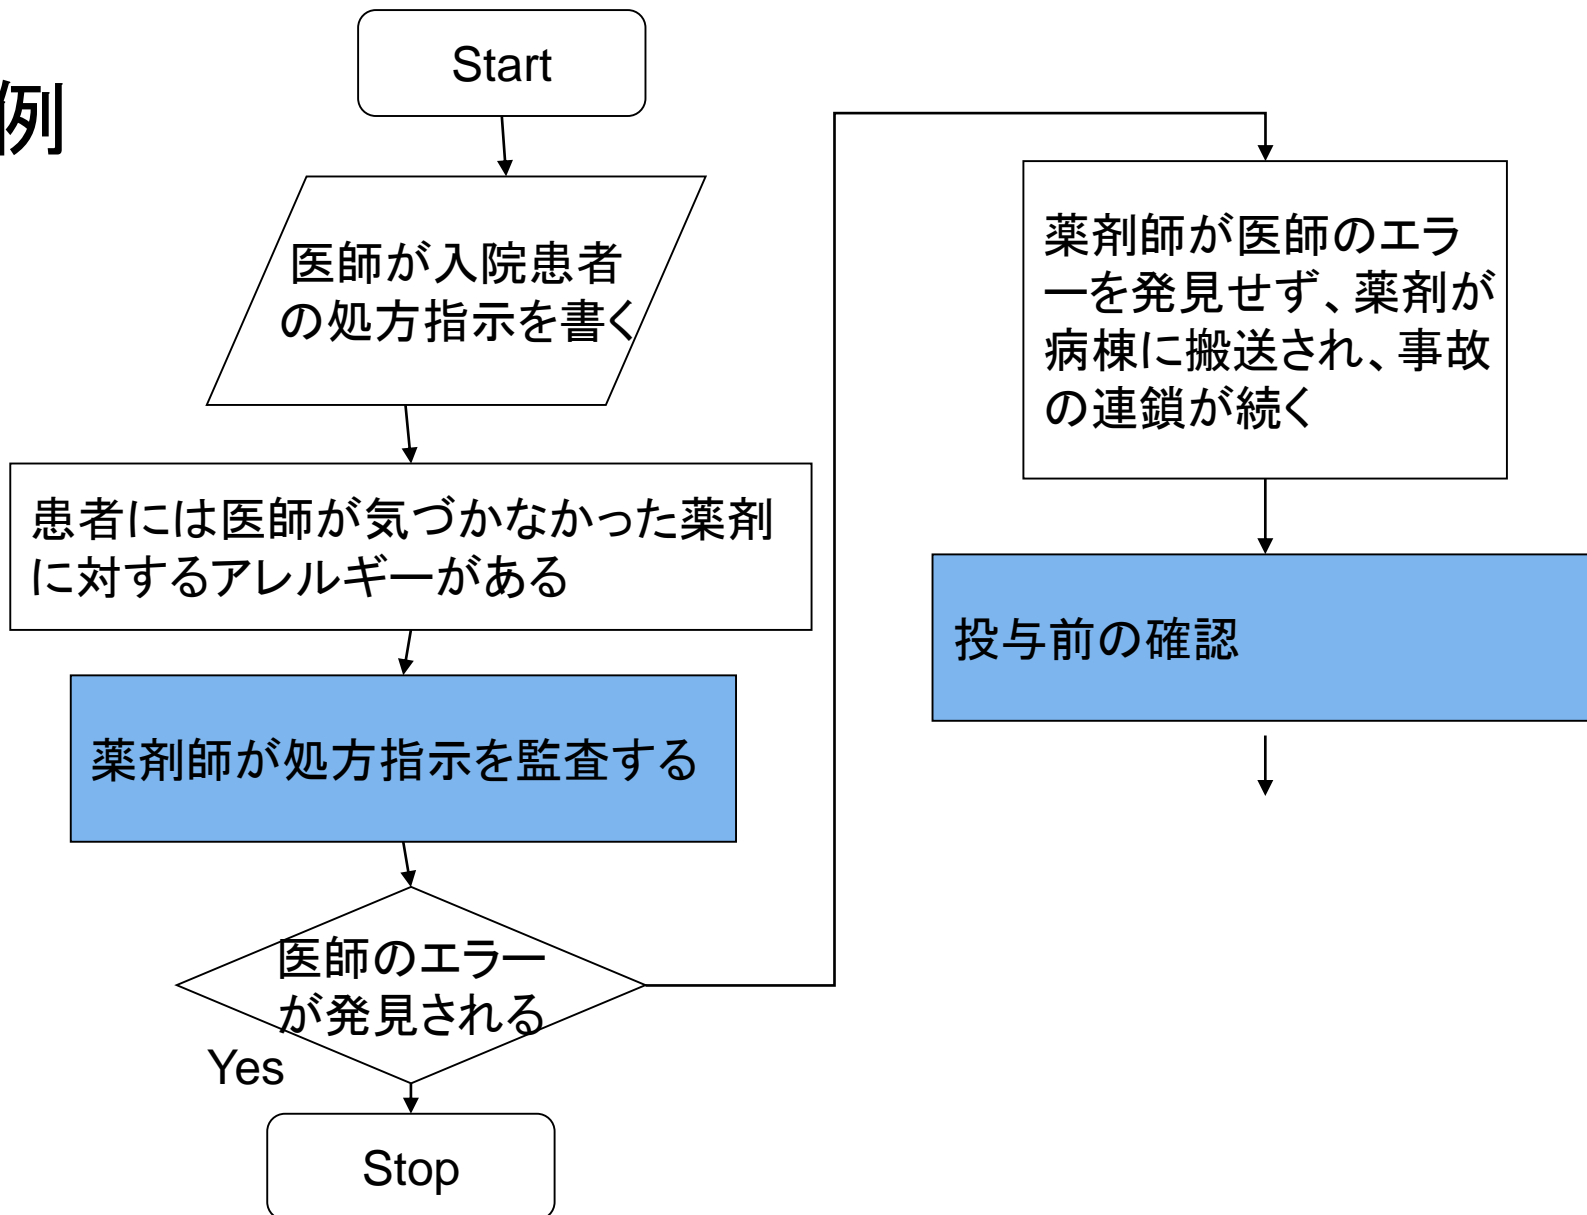 例
Start
医師が入院患者
の処方指示を書く
患者には医師が気づかなかった薬剤
に対するアレルギーがある
薬剤師が処方指示を監査する
医師のエラー
が発見される
Yes
Stop
薬剤師が医師のエラ
ーを発見せず、薬剤が
病棟に搬送され、事故
の連鎖が続く
投与前の確認